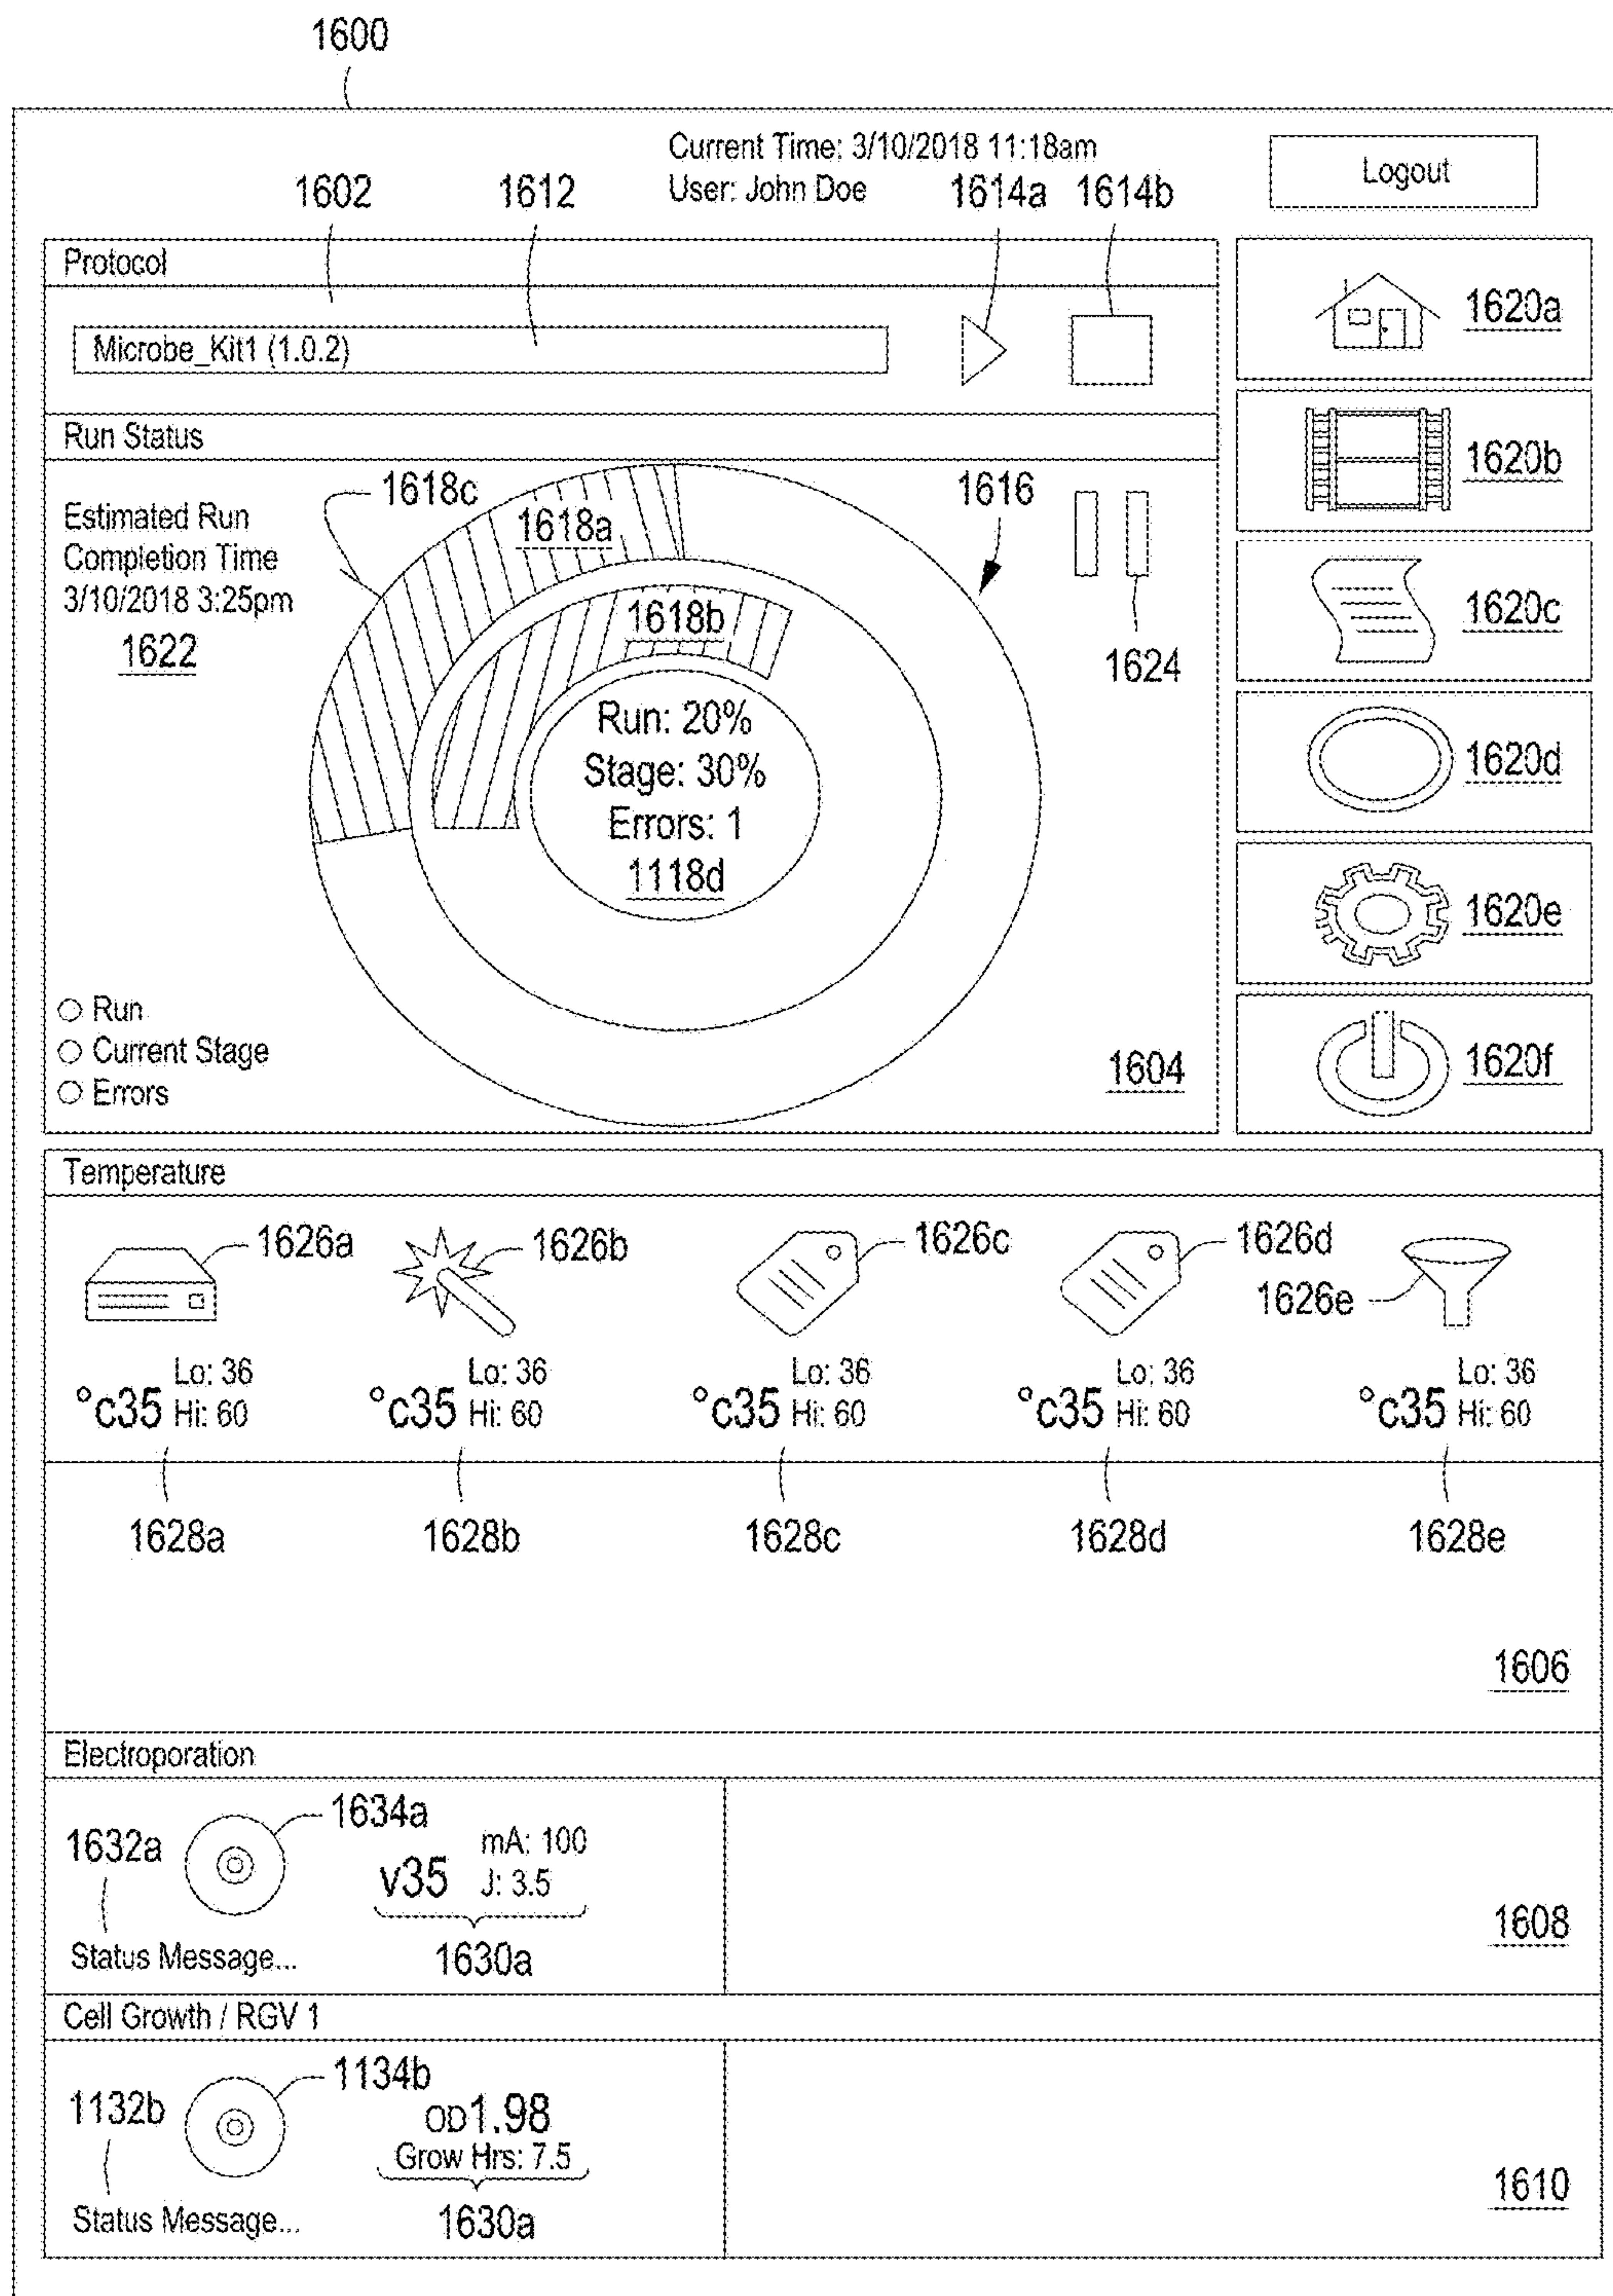 1600
Current Time: 3/10/2018 11:18am
User: John Doe
Logout
1602
1612
1614a
1614b
Protocol
Microbe_Kit1 (1.0.2)
1620a
Run Status
1618c
1618a
1616
1620b
Estimated Run
Completion Time
3/10/2018 3:25pm
1622
1618b
1624
1620c
Run: 20%
Stage: 30%
Errors: 1
1118d
1620d
1620e
Run
Current Stage
Errors
1604
1620f
Temperature
1626a
1626b
1626c
1626d
1626e
°c35 Lo: 36 Hi: 60
°c35 Lo: 36 Hi: 60
°c35 Lo: 36 Hi: 60
°c35 Lo: 36 Hi: 60
°c35 Lo: 36 Hi: 60
1628a
1628b
1628c
1628d
1628e
1606
Electroporation
1632a
1634a
v35
mA: 100
J: 3.5
Status Message...
1630a
1608
Cell Growth / RGV 1
1132b
1134b
OD1.98
Grow Hrs: 7.5
Status Message...
1630a
1610